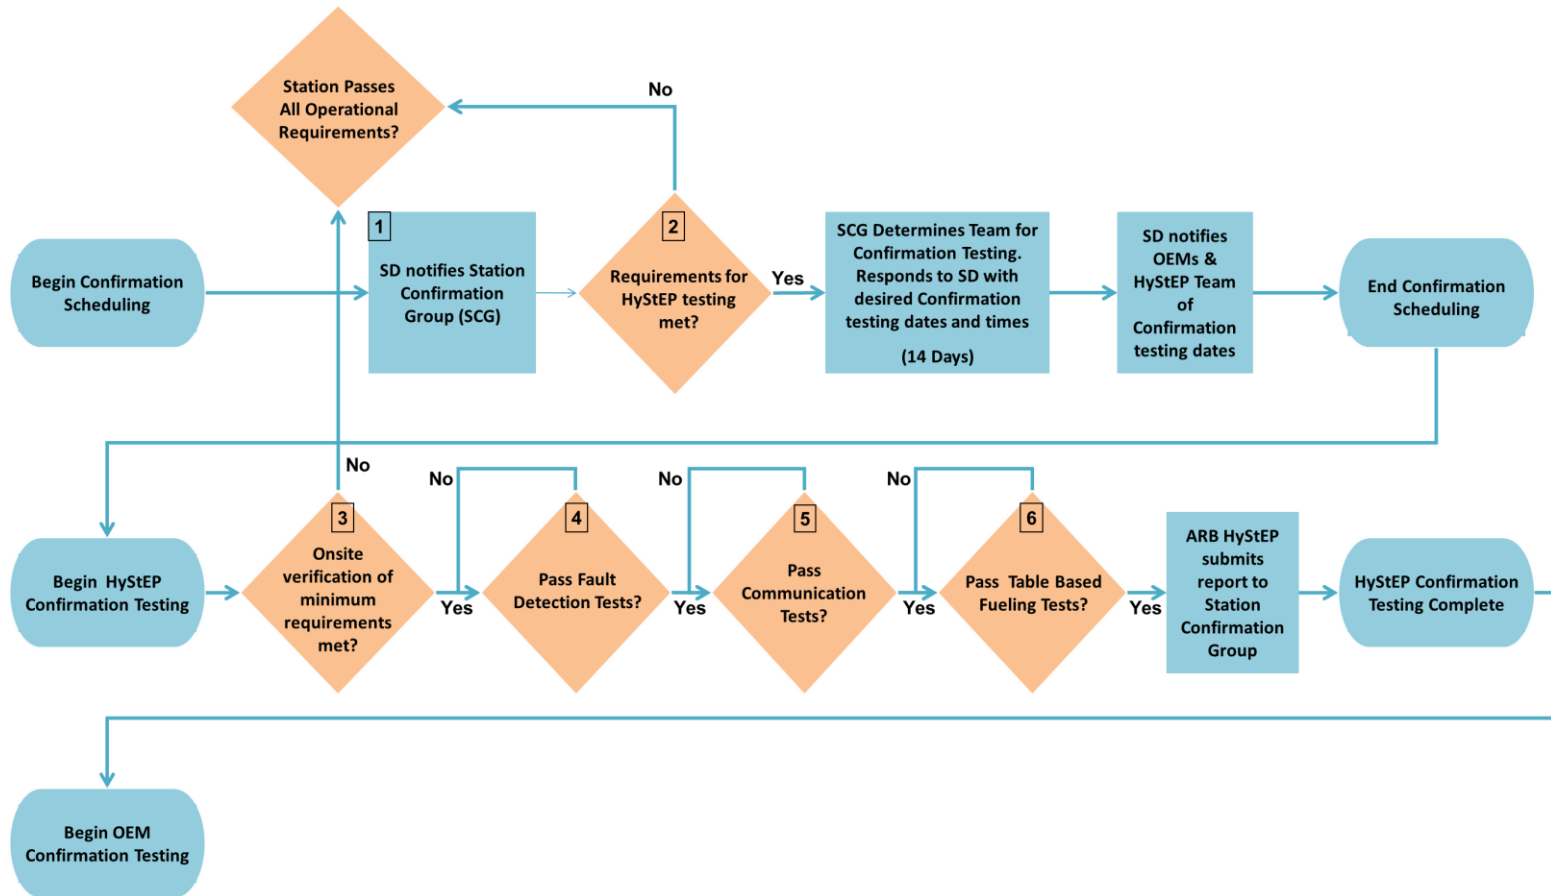 Station Passes
All Operational
Requirements?
No
1
SD notifies Station
Confirmation
Group (SCG)
2
Requirements for
HyStEP testing
met?
Yes
SCG Determines Team for
Confirmation Testing.
Responds to SD with
desired Confirmation
testing dates and times
(14 Days)
SD notifies
OEMs &
HyStEP Team
of
Confirmation
testing dates
Begin Confirmation
Scheduling
End Confirmation
Scheduling
No
Begin HyStEP
Confirmation Testing
3
Onsite
verification of
minimum
requirements
met?
Yes
No
4
Pass Fault
Detection Tests?
Yes
No
5
Pass
Communication
Tests?
Yes
No
6
Pass Table Based
Fueling Tests?
Yes
ARB HyStEP
submits
report to
Station
Confirmation
Group
HyStEP Confirmation
Testing Complete
Begin OEM
Confirmation Testing